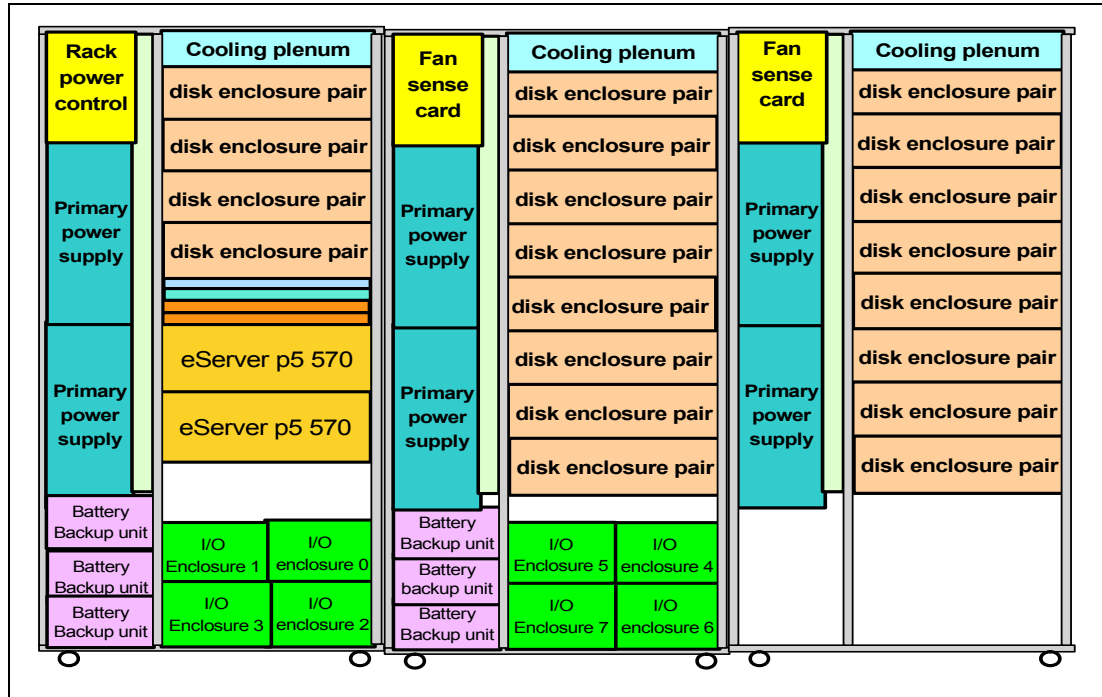 Rack
power
control
Primary
power
supply
Primary
power
supply
Battery
Backup unit
Battery
Backup unit
Battery
Backup unit
Cooling plenum
disk enclosure pair
disk enclosure pair
disk enclosure pair
disk enclosure pair
eServer p5 570
eServer p5 570
I/O
Enclosure 1
I/O
enclosure 0
I/O
Enclosure 3
I/O
enclosure 2
Fan
sense
card
Primary
power
supply
Primary
power
supply
Battery
Backup unit
Battery
backup unit
Battery
Backup unit
Cooling plenum
disk enclosure pair
disk enclosure pair
disk enclosure pair
disk enclosure pair
disk enclosure pair
disk enclosure pair
disk enclosure pair
disk enclosure pair
I/O
Enclosure 5
I/O
enclosure 4
I/O
Enclosure 7
I/O
enclosure 6
Fan
sense
card
Primary
power
supply
Primary
power
supply
Cooling plenum
disk enclosure pair
disk enclosure pair
disk enclosure pair
disk enclosure pair
disk enclosure pair
disk enclosure pair
disk enclosure pair
disk enclosure pair